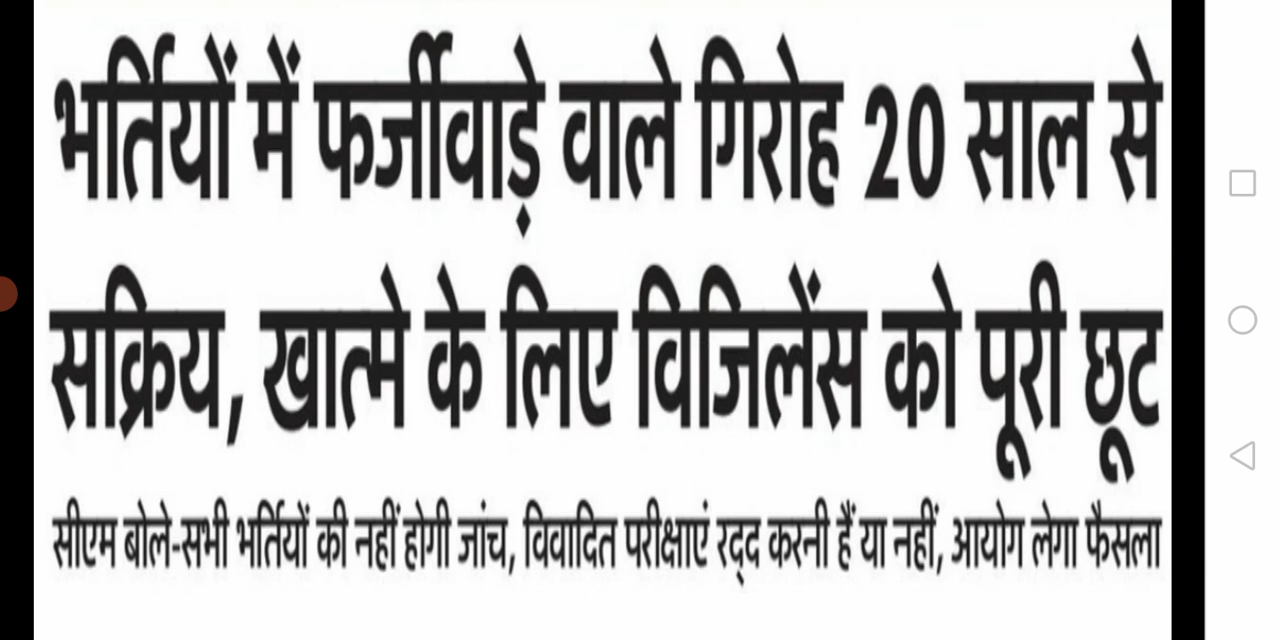 भर्तियों में फर्जीवाड़े वाले गिरोह 20 साल से
सक्रिय, खात्मे के लिए विजिलेंस को पूरी छूट
सीएम बोले-सभी भर्तियों की नहीं होगी जांच, विवादित परीक्षाएं रद्द करनी हैं या नहीं, आयोग लेगा फैसला